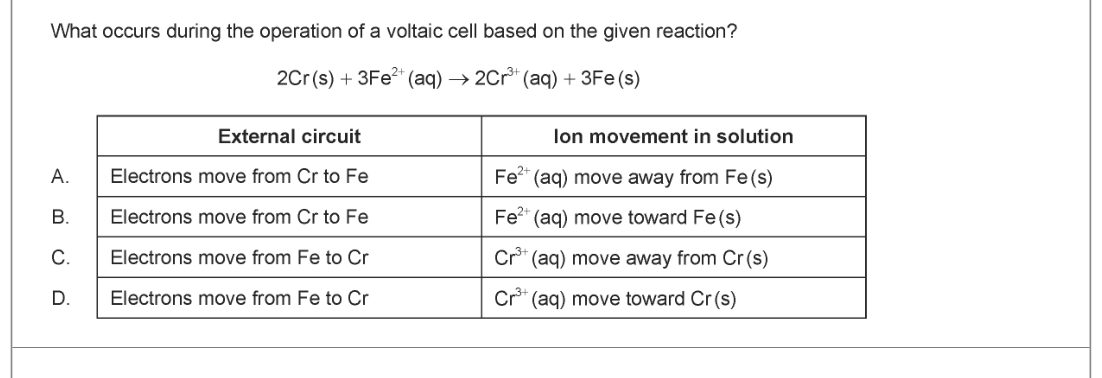 What occurs during the operation of a voltaic cell based on the given reaction?
2Cr(s) + 3Fe²⁺(aq) → 2Cr³⁺(aq) + 3Fe(s)
External circuit Ion movement in solution
A. Electrons move from Cr to Fe Fe²⁺(aq) move away from Fe(s)
B. Electrons move from Cr to Fe Fe²⁺(aq) move toward Fe(s)
C. Electrons move from Fe to Cr Cr³⁺(aq) move away from Cr(s)
D. Electrons move from Fe to Cr Cr³⁺(aq) move toward Cr(s)